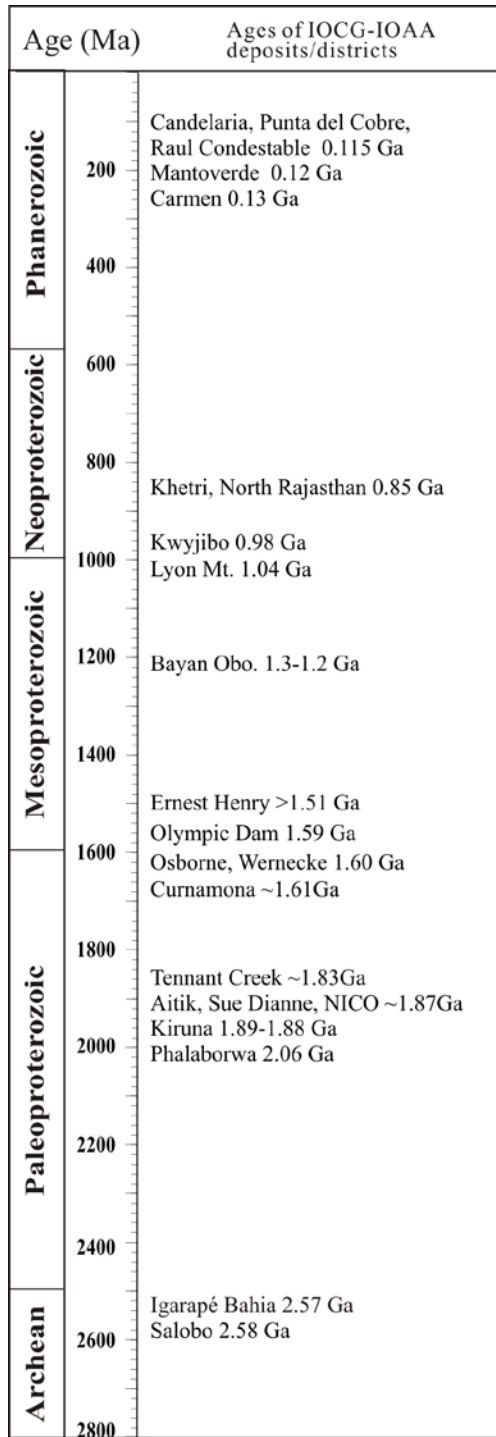 Age (Ma)
Ages of IOCG-IOAA
deposits/districts
Phanerozoic
Neoproterozoic
Mesoproterozoic
Paleoproterozoic
Archean
200
400
600
800
1000
1200
1400
1600
1800
2000
2200
2400
2600
2800
Candelaria, Punta del Cobre,
Raul Condestable 0.115 Ga
Mantoverde 0.12 Ga
Carmen 0.13 Ga
Khetri, North Rajasthan 0.85 Ga
Kwyjibo 0.98 Ga
Lyon Mt. 1.04 Ga
Bayan Obo. 1.3-1.2 Ga
Ernest Henry >1.51 Ga
Olympic Dam 1.59 Ga
Osborne, Wernecke 1.60 Ga
Curnamona ~1.61Ga
Tennant Creek ~1.83Ga
Aitik, Sue Dianne, NICO ~1.87Ga
Kiruna 1.89-1.88 Ga
Phalaborwa 2.06 Ga
Igarapé Bahia 2.57 Ga
Salobo 2.58 Ga